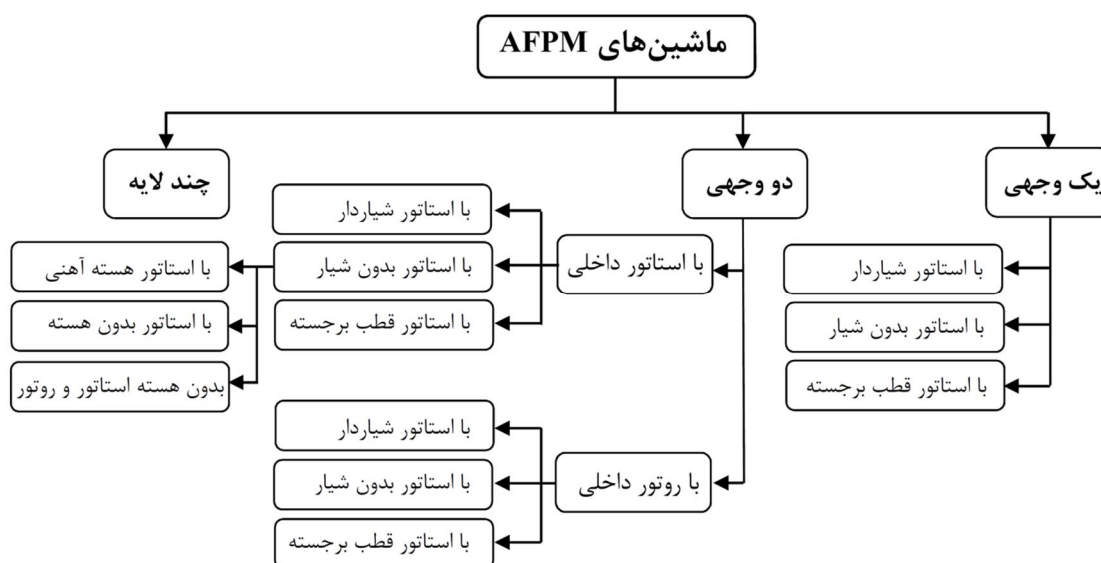 ماشین‌های AFPM
یک وجهی
دو وجهی
چند لایه
با استاتور شیاردار
با استاتور بدون شیار
با استاتور قطب برجسته
با استاتور داخلی
با استاتور شیاردار
با استاتور بدون شیار
با استاتور قطب برجسته
با استاتور هسته آهنی
با استاتور بدون هسته
بدون هسته استاتور و روتور
با روتور داخلی
با استاتور شیاردار
با استاتور بدون شیار
با استاتور قطب برجسته